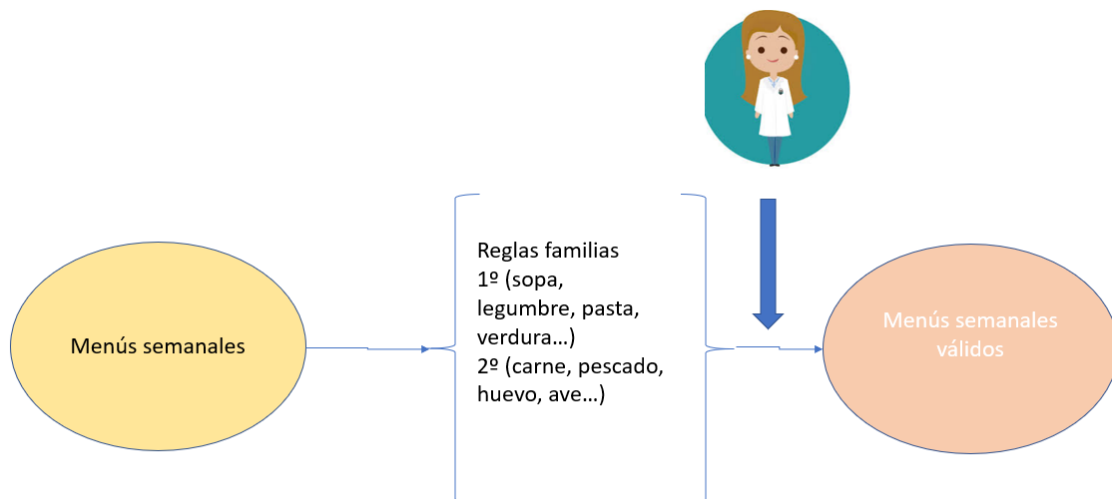 Menús semanales
Reglas familias
1º (sopa,
legumbre, pasta,
verdura...)
2º (carne, pescado,
huevo, ave...)
Menús semanales
válidos